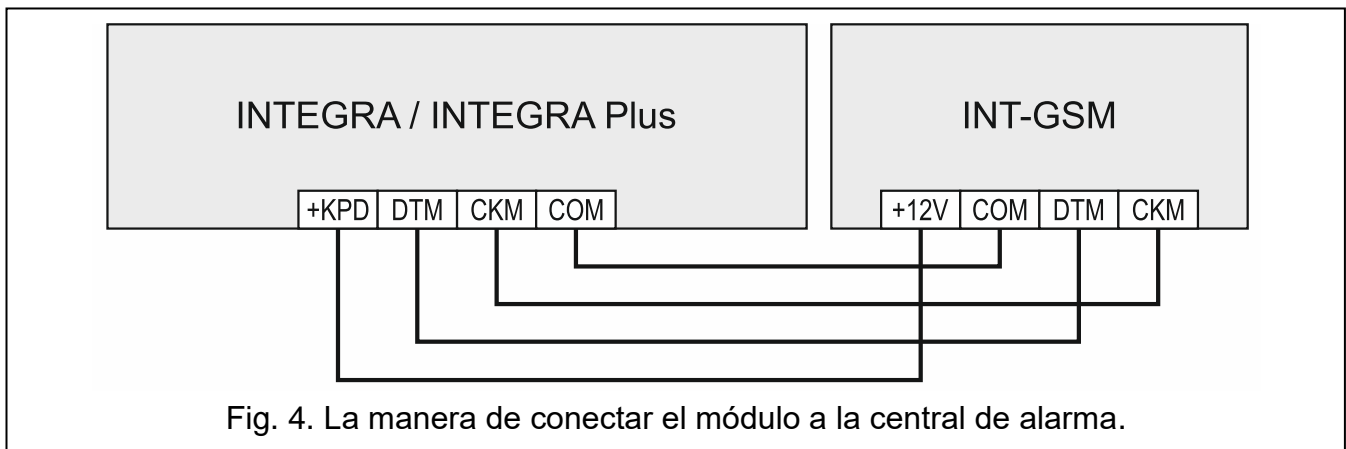 INTEGRA / INTEGRA Plus
INT-GSM
+KPD DTM CKM COM
+12V COM DTM CKM
Fig. 4. La manera de conectar el módulo a la central de alarma.